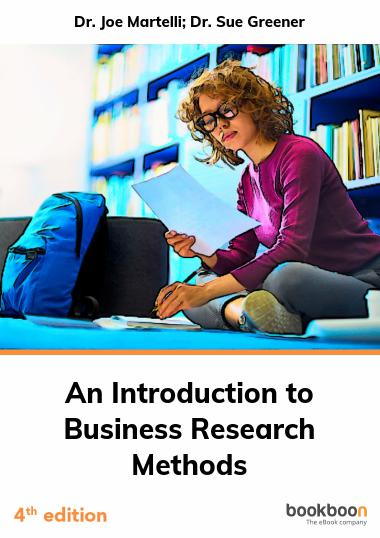 Dr. Joe Martelli; Dr. Sue Greener
An Introduction to
Business Research
Methods
4th edition
bookboon
The eBook company